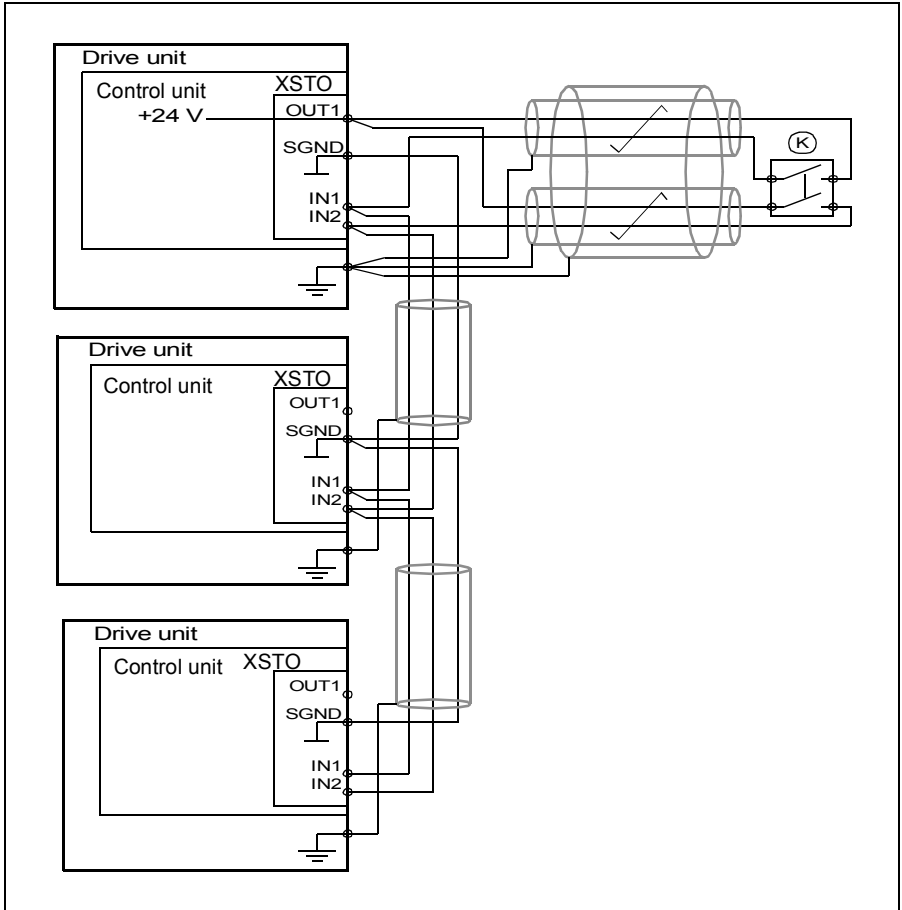 Drive unit
Control unit
XSTO
+24 V
OUT1
SGND
IN1
IN2
K
Drive unit
Control unit
XSTO
OUT1
SGND
IN1
IN2
Drive unit
Control unit
XSTO
OUT1
SGND
IN1
IN2